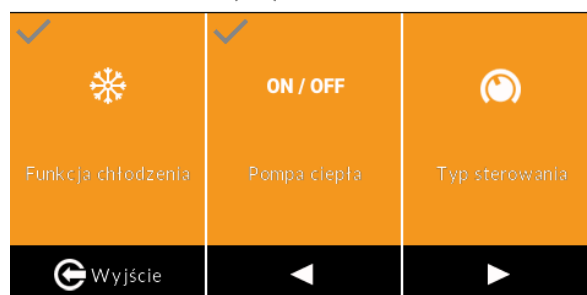 ON / OFF
Funkcja chłodzenia
Pompa ciepła
Typ sterowania
Wyjście